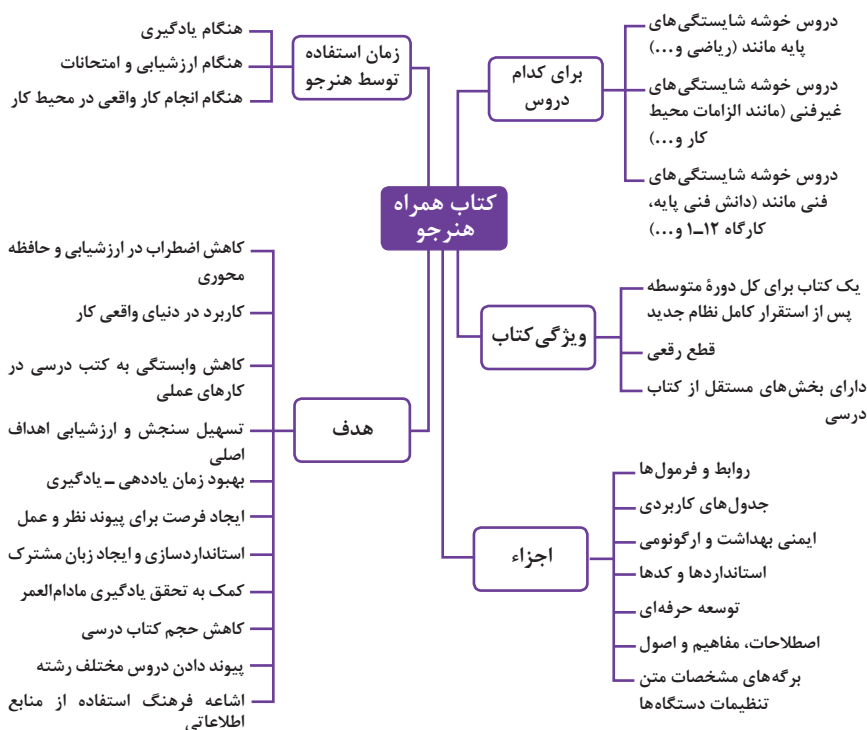 کتاب همراه
هنرجو
برای کدام
دروس
دروس خوشه شایستگی‌های
پایه مانند (ریاضی و...)
دروس خوشه شایستگی‌های
غیرفنی (مانند الزامات محیط
کار و...)
دروس خوشه شایستگی‌های
فنی مانند (دانش فنی پایه،
کارگاه ۱۲ــ۱ و...)
ویژگی کتاب
یک کتاب برای کل دورۀ متوسطه
پس از استقرار کامل نظام جدید
قطع رقعی
دارای بخش‌های مستقل از کتاب
درسی
اجزاء
روابط و فرمول‌ها
جدول‌های کاربردی
ایمنی بهداشت و ارگونومی
استانداردها و کدها
توسعه حرفه‌ای
اصطلاحات، مفاهیم و اصول
برگه‌های مشخصات متن
تنظیمات دستگاه‌ها
زمان استفاده
توسط هنرجو
هنگام یادگیری
هنگام ارزشیابی و امتحانات
هنگام انجام کار واقعی در محیط کار
هدف
کاهش اضطراب در ارزشیابی و حافظه
محوری
کاربرد در دنیای واقعی کار
کاهش وابستگی به کتب درسی در
کارهای عملی
تسهیل سنجش و ارزشیابی اهداف
اصلی
بهبود زمان یاددهی ــ یادگیری
ایجاد فرصت برای پیوند نظر و عمل
استانداردسازی و ایجاد زبان مشترک
کمک به تحقق یادگیری مادام‌العمر
کاهش حجم کتاب درسی
پیوند دادن دروس مختلف رشته
اشاعه فرهنگ استفاده از منابع
اطلاعاتی